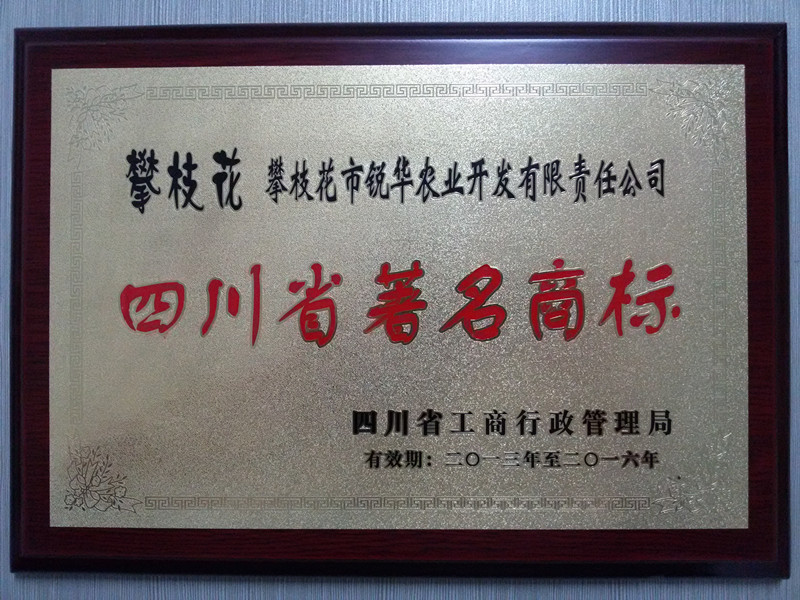 攀枝花 攀枝花市锐华农业开发有限责任公司
四川省著名商标
四川省工商行政管理局
有效期：二〇一三年至二〇一六年